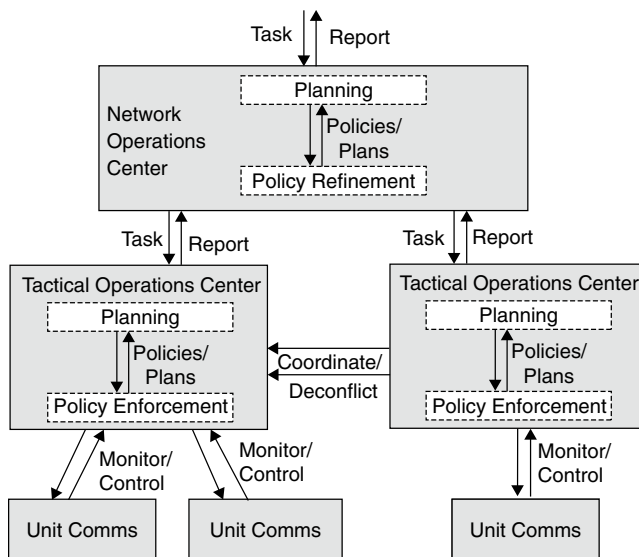 Task
Report
Planning
Network
Operations
Center
Policies/
Plans
Policy Refinement
Task
Report
Task
Report
Tactical Operations Center
Planning
Policies/
Plans
Policy Enforcement
Coordinate/
Deconflict
Tactical Operations Center
Planning
Policies/
Plans
Policy Enforcement
Monitor/
Control
Monitor/
Control
Monitor/
Control
Unit Comms
Unit Comms
Unit Comms